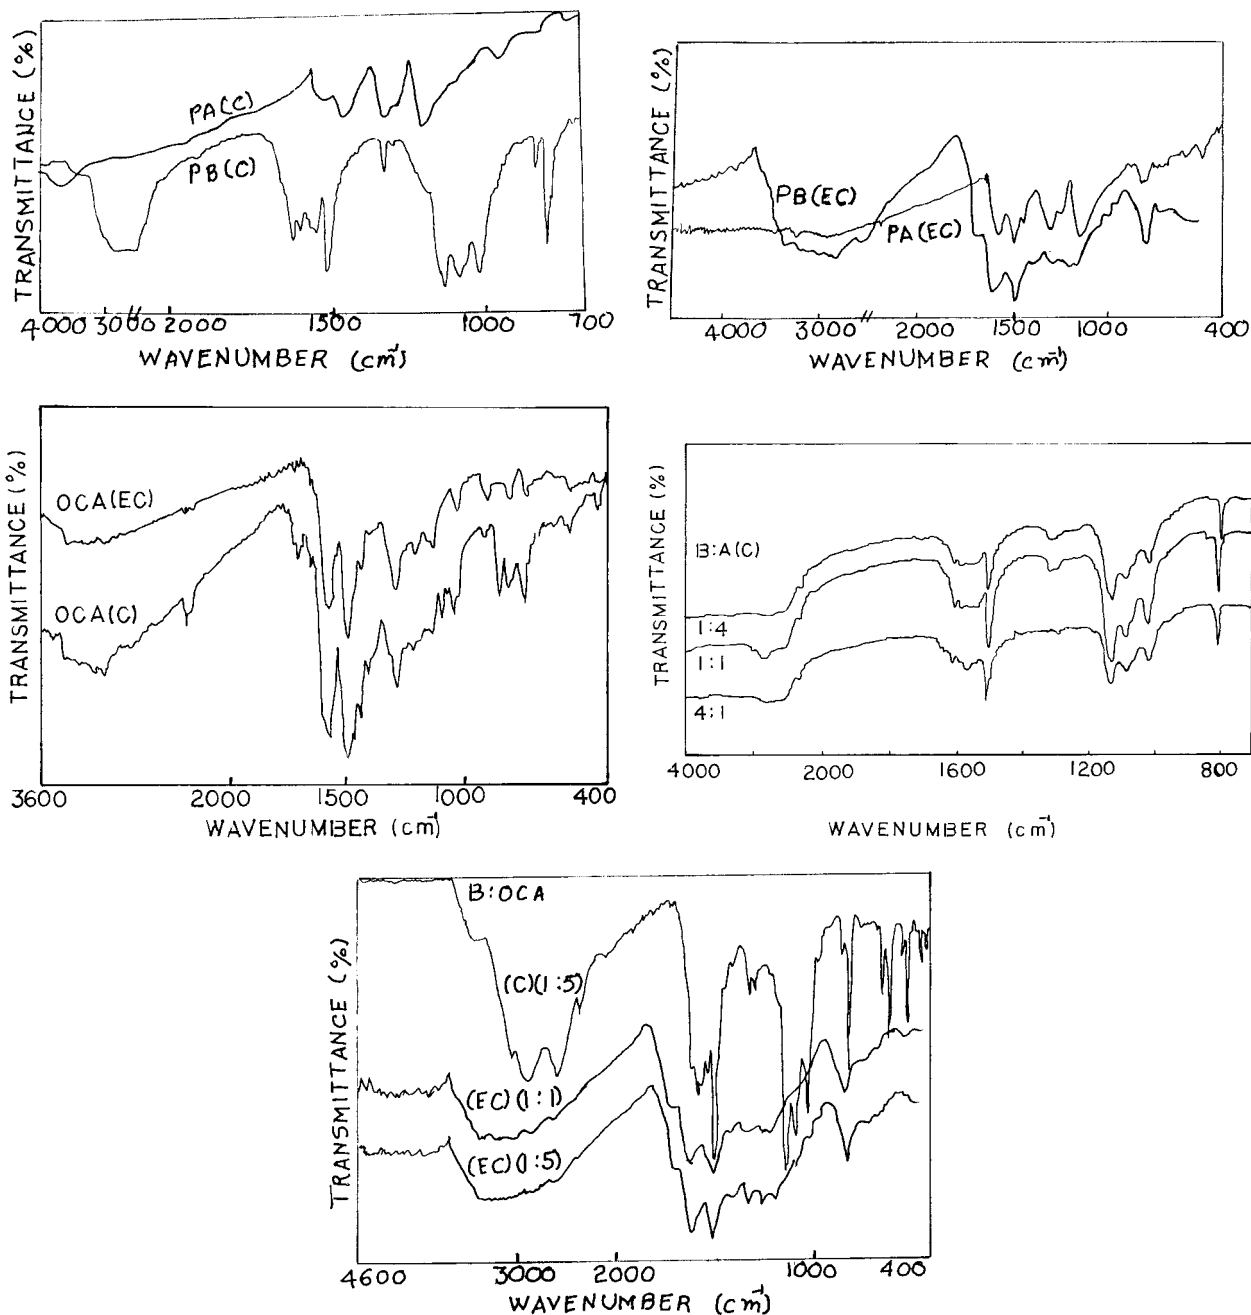 TRANSMITTANCE (%)
PA(C)
PB(C)
4000 3000 2000 1500 1000 700
WAVENUMBER (cm-1)
TRANSMITTANCE (%)
PB(EC)
PA(EC)
4000 3000 2000 1500 1000 400
WAVENUMBER (cm-1)
TRANSMITTANCE (%)
OCA(EC)
OCA(C)
3600 2000 1500 1000 400
WAVENUMBER (cm-1)
TRANSMITTANCE (%)
B:A(C)
1:4
1:1
4:1
4000 2000 1600 1200 800
WAVENUMBER (cm-1)
TRANSMITTANCE (%)
B:OCA
(C)(1:5)
(EC)(1:1)
(EC)(1:5)
4600 3000 2000 1000 400
WAVENUMBER (cm-1)